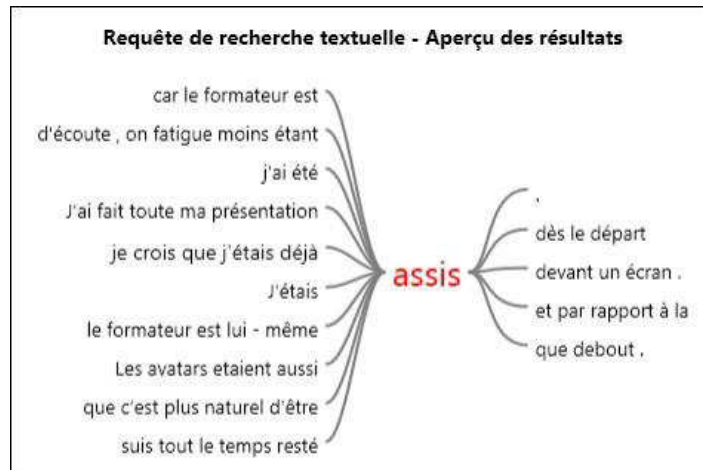 Requête de recherche textuelle - Aperçu des résultats
car le formateur est
d'écoute , on fatigue moins étant
j'ai été
J'ai fait toute ma présentation
je crois que j'étais déjà
J'étais
le formateur est lui - même
Les avatars etaient aussi
que c'est plus naturel d'être
suis tout le temps resté
assis
,
dès le départ
devant un écran .
et par rapport à la
que debout .